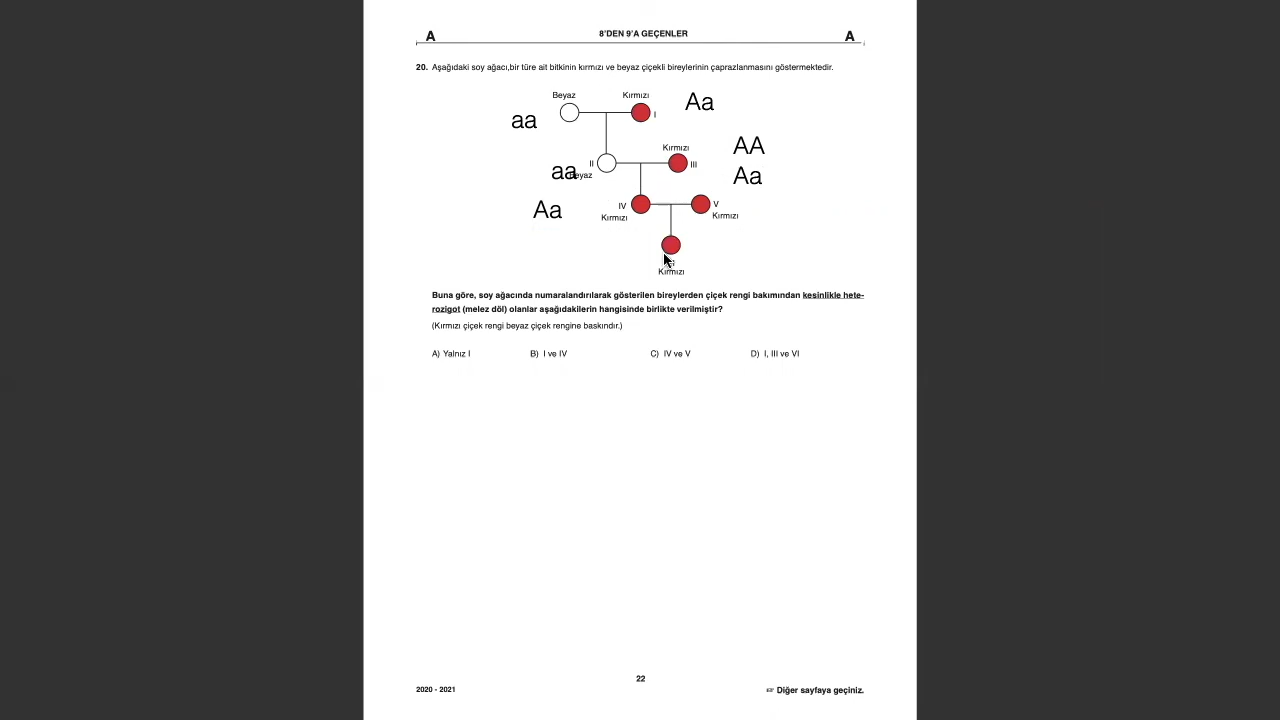 A 8'DEN 9'A GEÇENLER A
20. Aşağıdaki soy ağacı,bir türe ait bitkinin kırmızı ve beyaz çiçekli bireylerinin çaprazlanmasını göstermektedir.
Beyaz Kırmızı
Aa
I
aa
AA
Kırmızı
II III
aa
Beyaz
Aa
IV V
Aa
Kırmızı Kırmızı
Kırmızı
Buna göre, soy ağacında numaralandırılarak gösterilen bireylerden çiçek rengi bakımından kesinlikle hete-
rozigot (melez döl) olanlar aşağıdakilerin hangisinde birlikte verilmiştir?
(Kırmızı çiçek rengi beyaz çiçek rengine baskındır.)
A) Yalnız I B) I ve IV C) IV ve V D) I, III ve VI
22
2020 - 2021 Diğer sayfaya geçiniz.